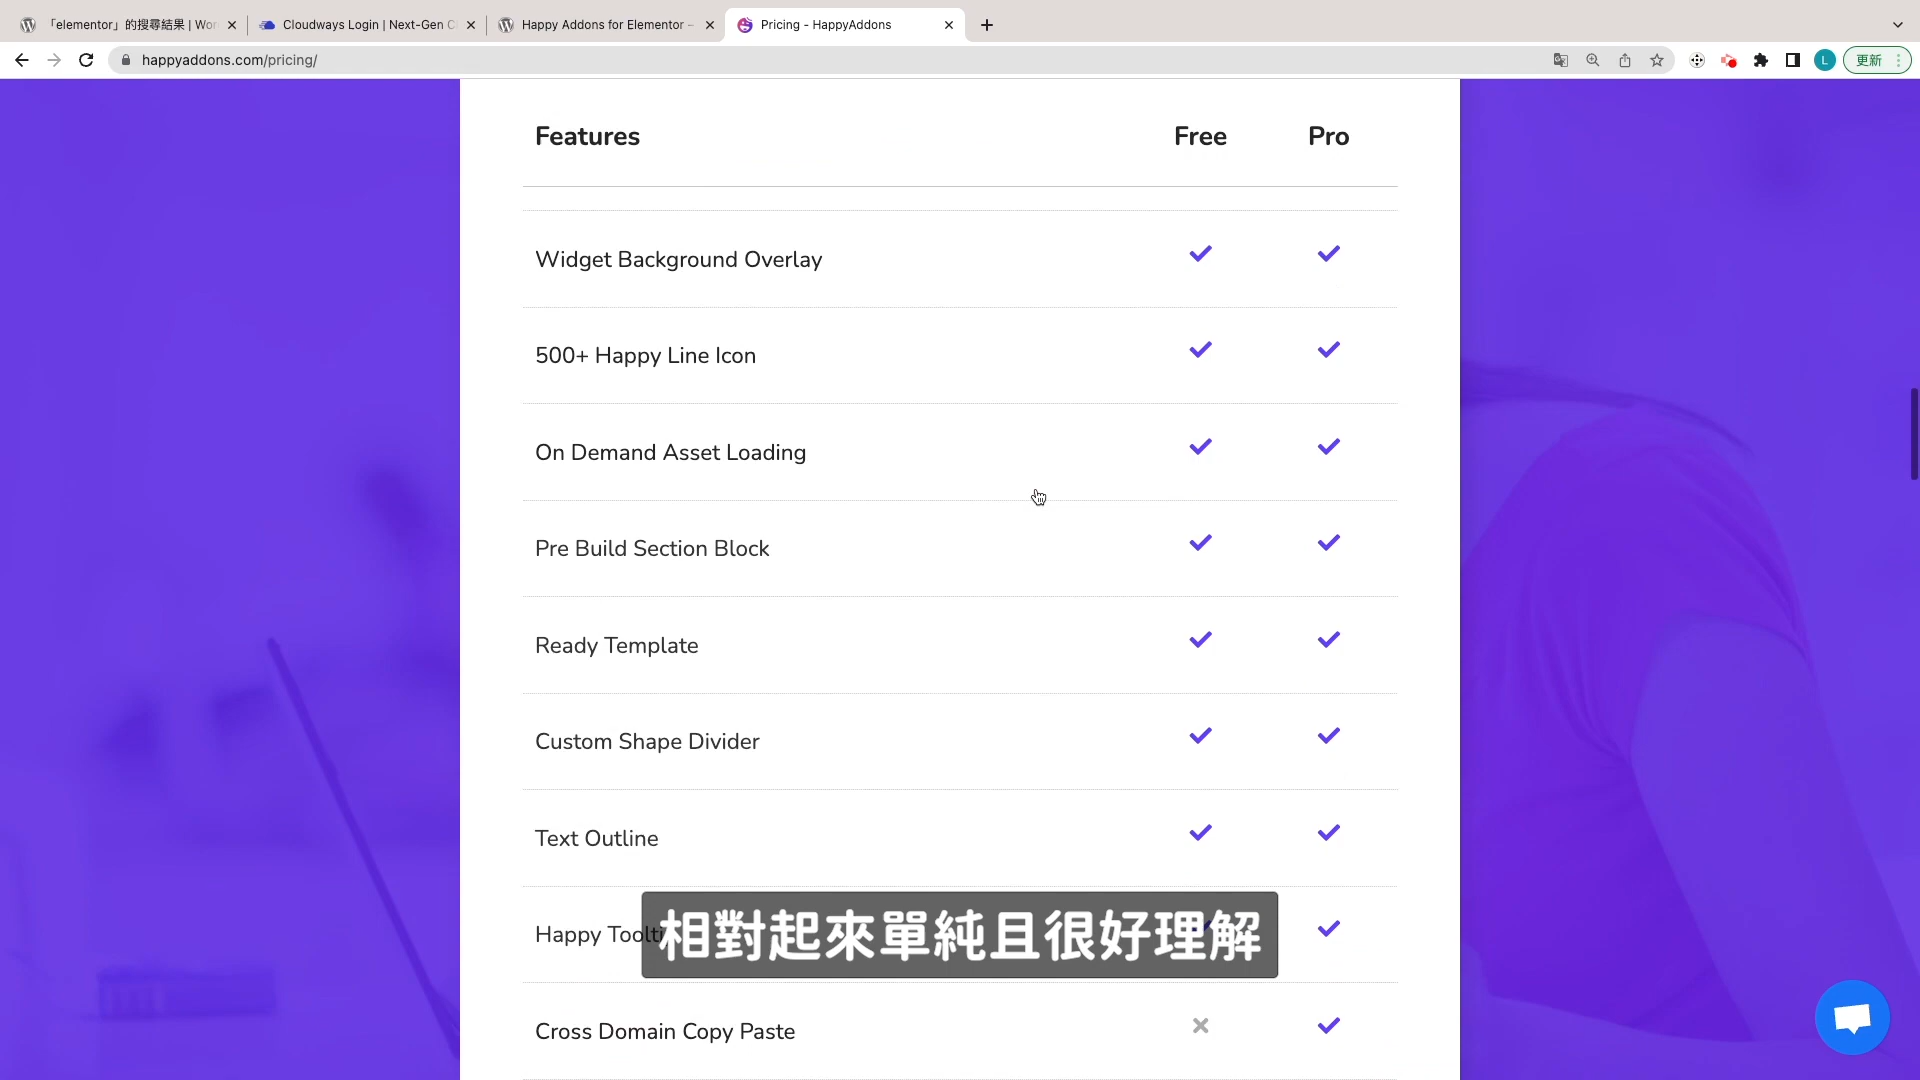 「elementor」的搜尋結果 | Wor
Cloudways Login | Next-Gen C
Happy Addons for Elementor –
Pricing - HappyAddons
happyaddons.com/pricing/
L
更新
Features Free Pro
Widget Background Overlay
500+ Happy Line Icon
On Demand Asset Loading
Pre Build Section Block
Ready Template
Custom Shape Divider
Text Outline
Happy Toolti
相對起來單純且很好理解
Cross Domain Copy Paste